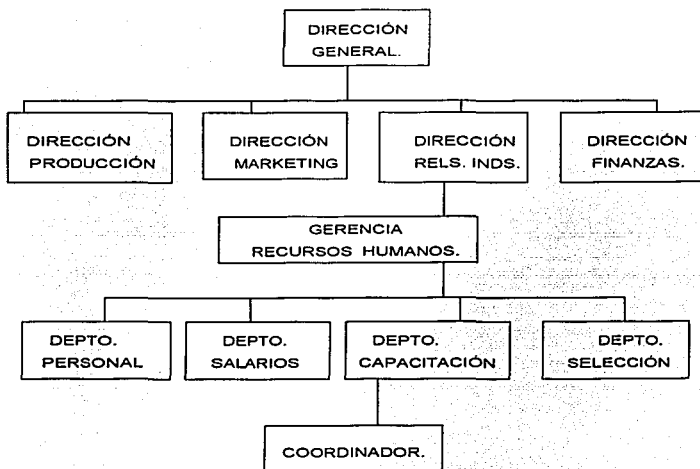 DIRECCIÓN
GENERAL.
DIRECCIÓN
PRODUCCIÓN
DIRECCIÓN
MARKETING
DIRECCIÓN
RELS. INDS.
DIRECCIÓN
FINANZAS.
GERENCIA
RECURSOS HUMANOS.
DEPTO.
PERSONAL
DEPTO.
SALARIOS
DEPTO.
CAPACITACIÓN
DEPTO.
SELECCIÓN
COORDINADOR.